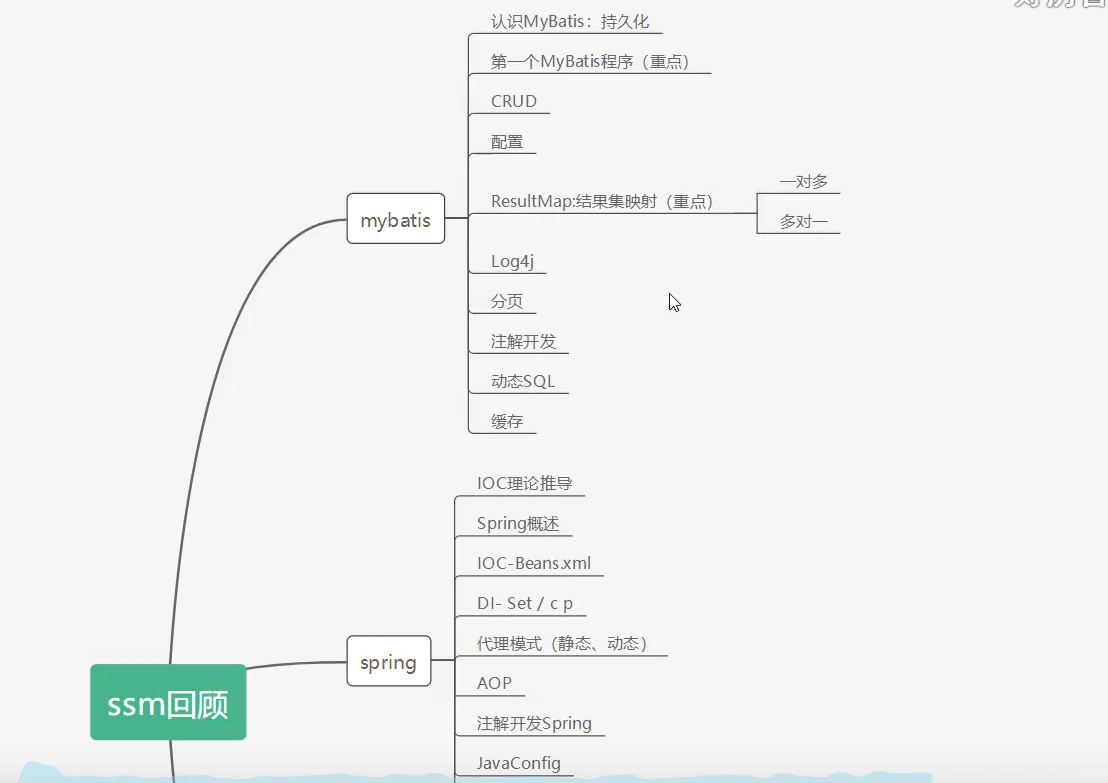 认识MyBatis：持久化
第一个MyBatis程序（重点）
CRUD
配置
ResultMap:结果集映射（重点）
一对多
多对一
mybatis
Log4j
分页
注解开发
动态SQL
缓存
IOC理论推导
Spring概述
IOC-Beans.xml
DI- Set / c p
代理模式（静态、动态）
spring
AOP
ssm回顾
注解开发Spring
JavaConfig